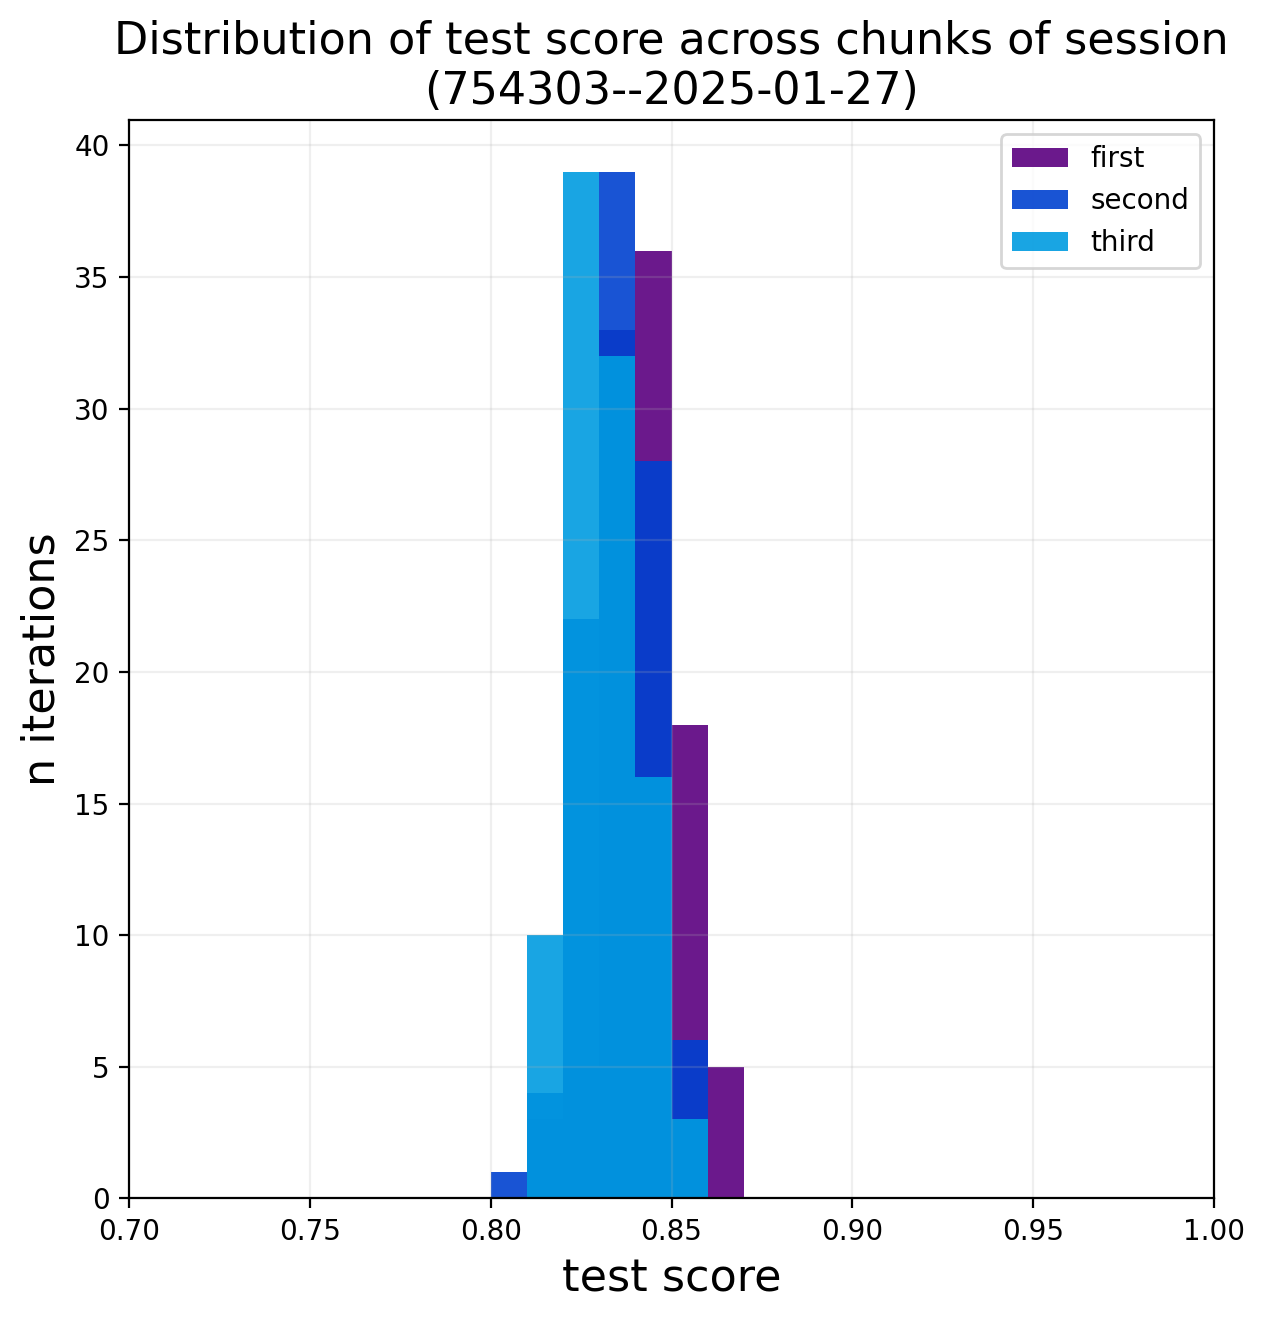 Distribution of test score across chunks of session
(754303--2025-01-27)
first
second
third
n iterations
40
35
30
25
20
15
10
5
0
0.70 0.75 0.80 0.85 0.90 0.95 1.00
test score